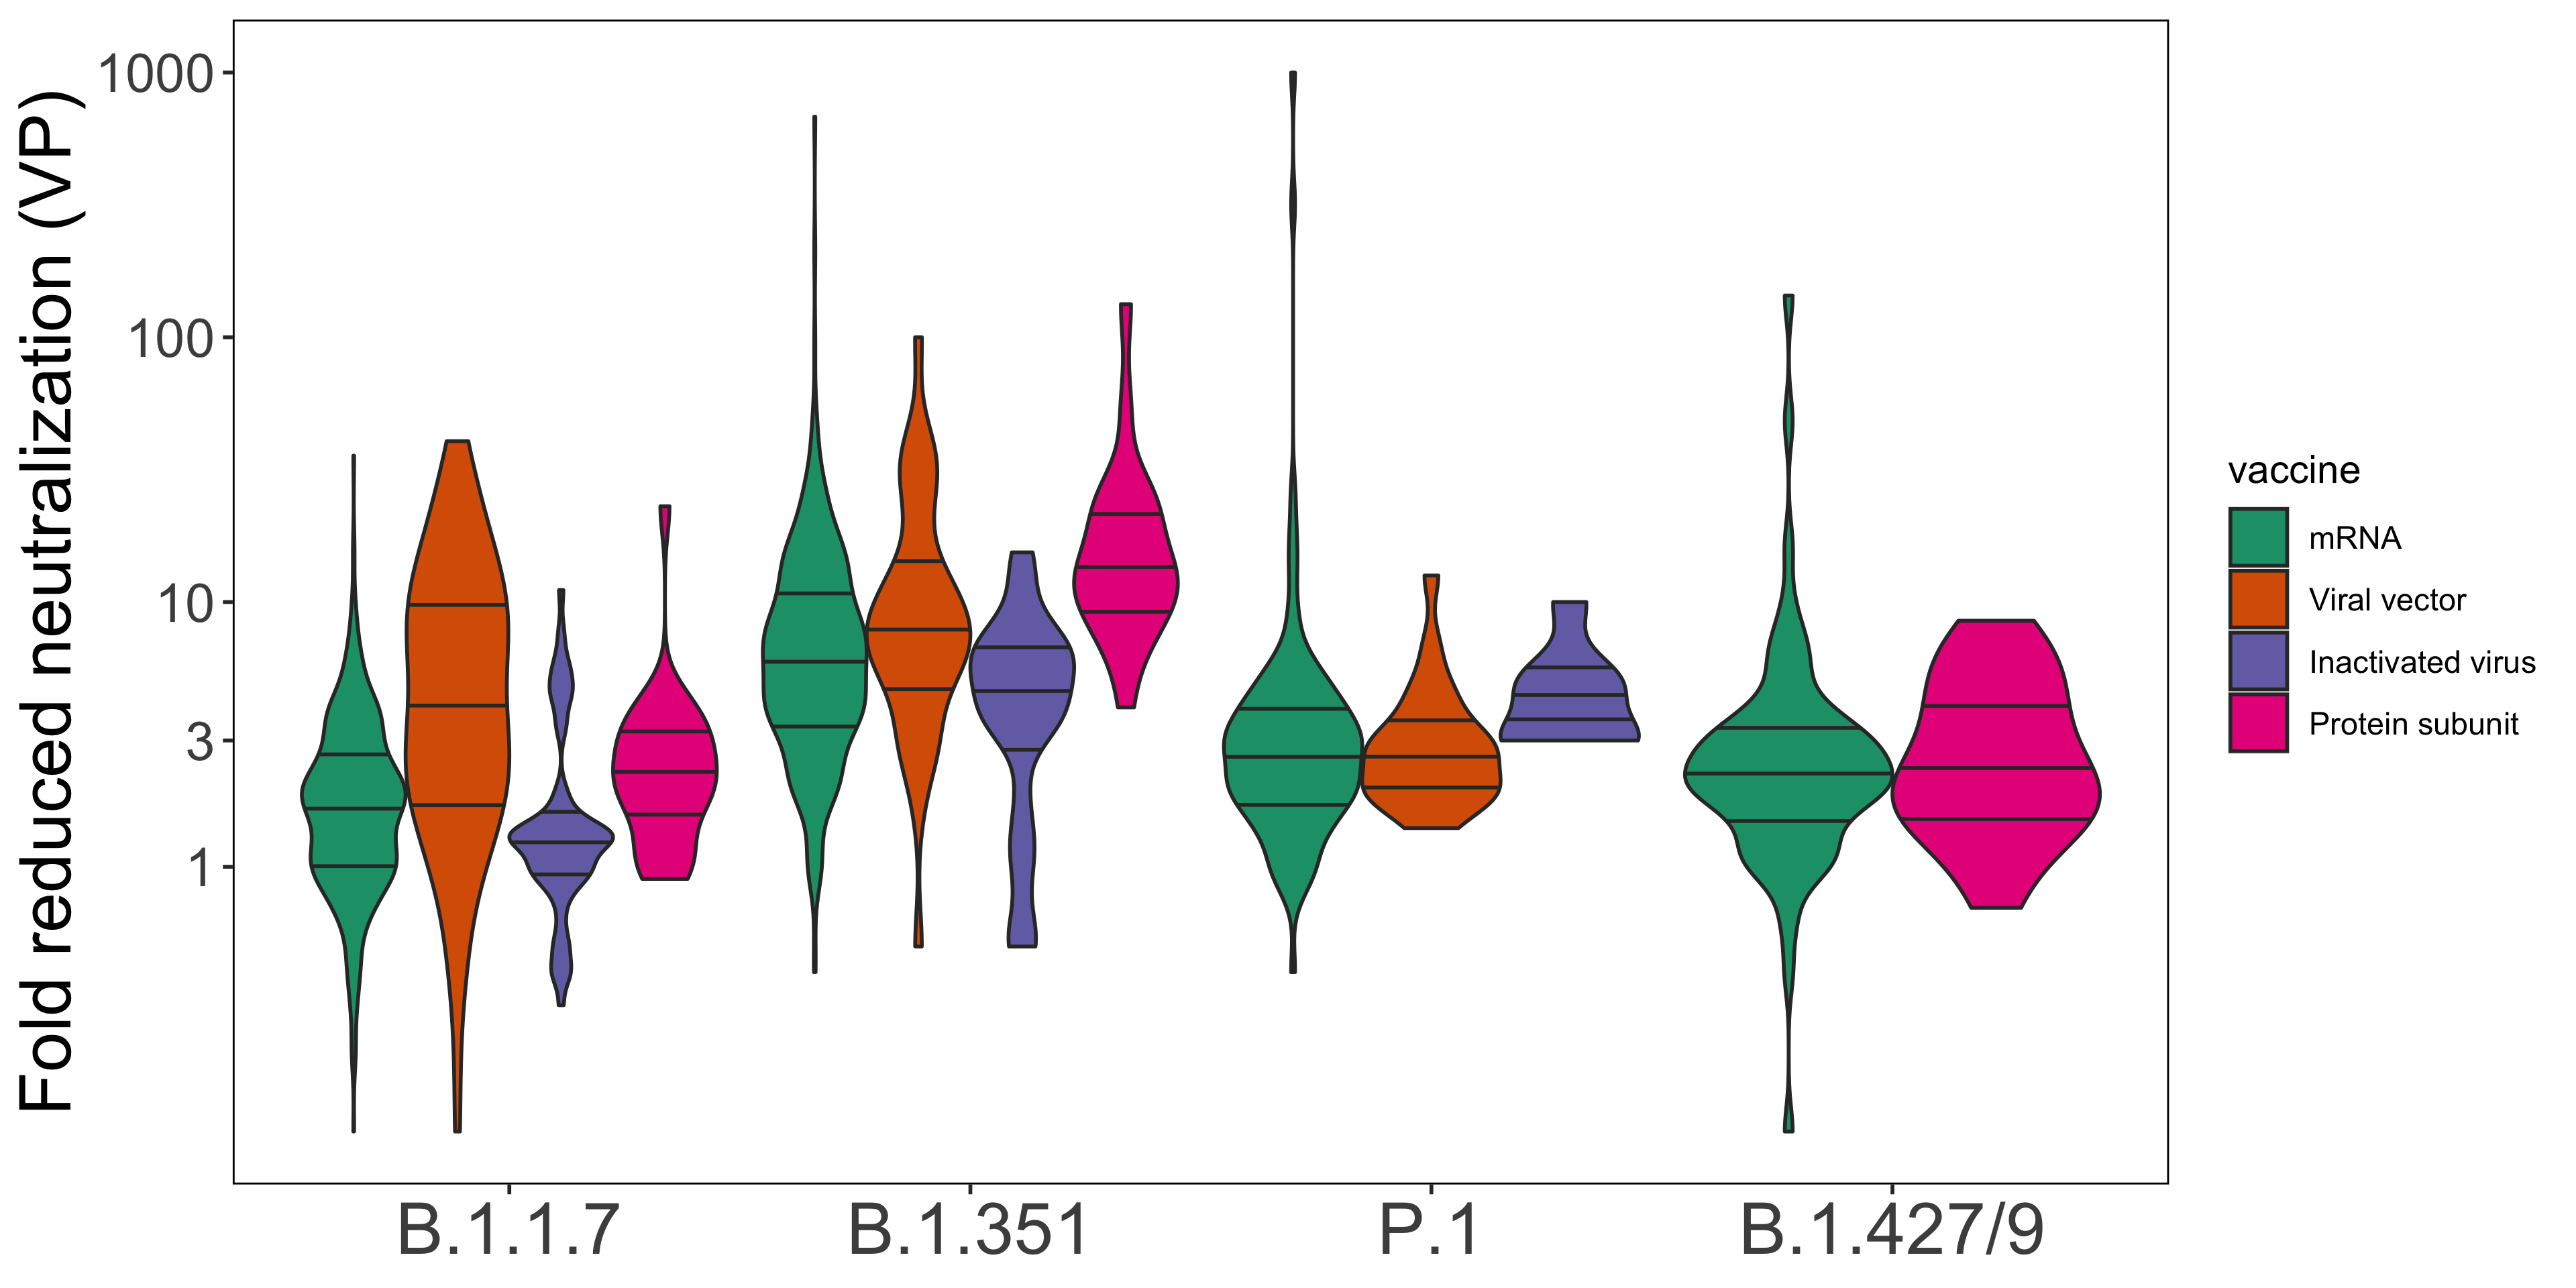 Fold reduced neutralization (VP)
1000
100
10
3
1
B.1.1.7
B.1.351
P.1
B.1.427/9
vaccine
mRNA
Viral vector
Inactivated virus
Protein subunit